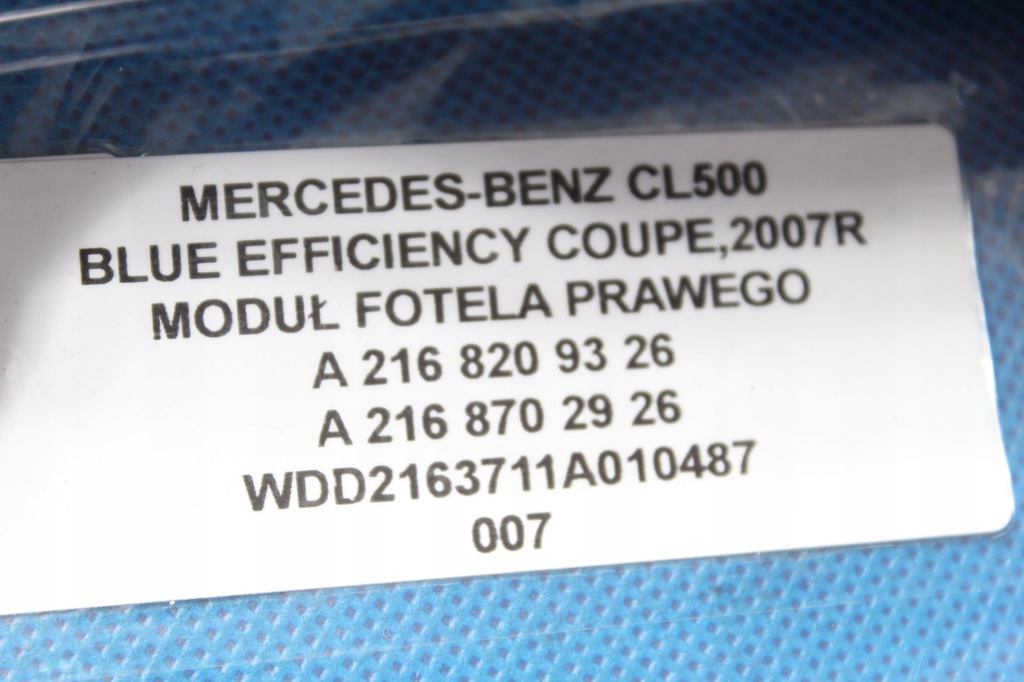 MERCEDES-BENZ CL500
BLUE EFFICIENCY COUPE,2007R
MODUŁ FOTELA PRAWEGO
A 216 820 93 26
A 216 870 29 26
WDD2163711A010487
007